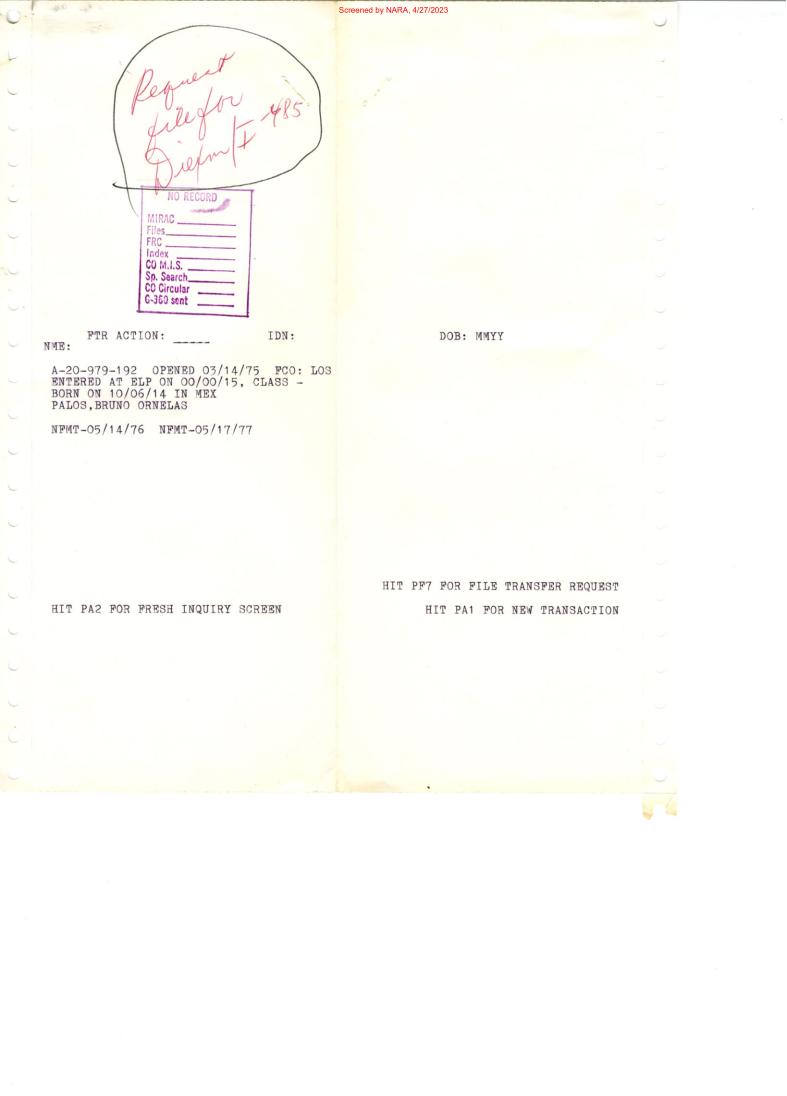 Screened by NARA, 4/27/2023
Request
file for
I-485
NO RECORD
MIRAC
Files
FRC
Index
CO M.I.S.
Sp. Search
CO Circular
G-360 sent
FTR ACTION: IDN: DOB: MMYY
NME:
A-20-979-192 OPENED 03/14/75 FCO: LOS
ENTERED AT ELP ON 00/00/15, CLASS -
BORN ON 10/06/14 IN MEX
PALOS,BRUNO ORNELAS
NFMT-05/14/76 NFMT-05/17/77
HIT PF7 FOR FILE TRANSFER REQUEST
HIT PA2 FOR FRESH INQUIRY SCREEN HIT PA1 FOR NEW TRANSACTION